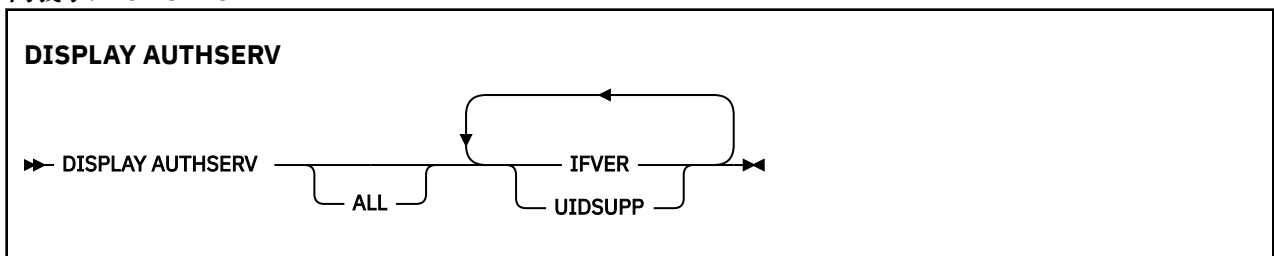 DISPLAY AUTHSERV
DISPLAY AUTHSERV
ALL
IFVER
UIDSUPP